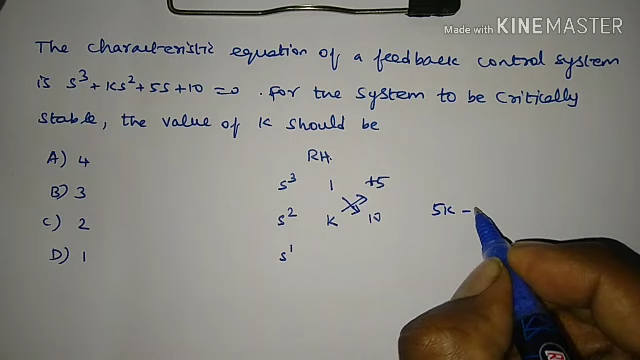 Made with KINEMASTER
The characteristic equation of a feedback control system
is s³ + ks² + 5s + 10 = 0 . For the system to be critically
stable, the value of k should be
A) 4
B) 3
C) 2
D) 1
RH.
s³ 1 +5
s² k 10
s¹
5k -